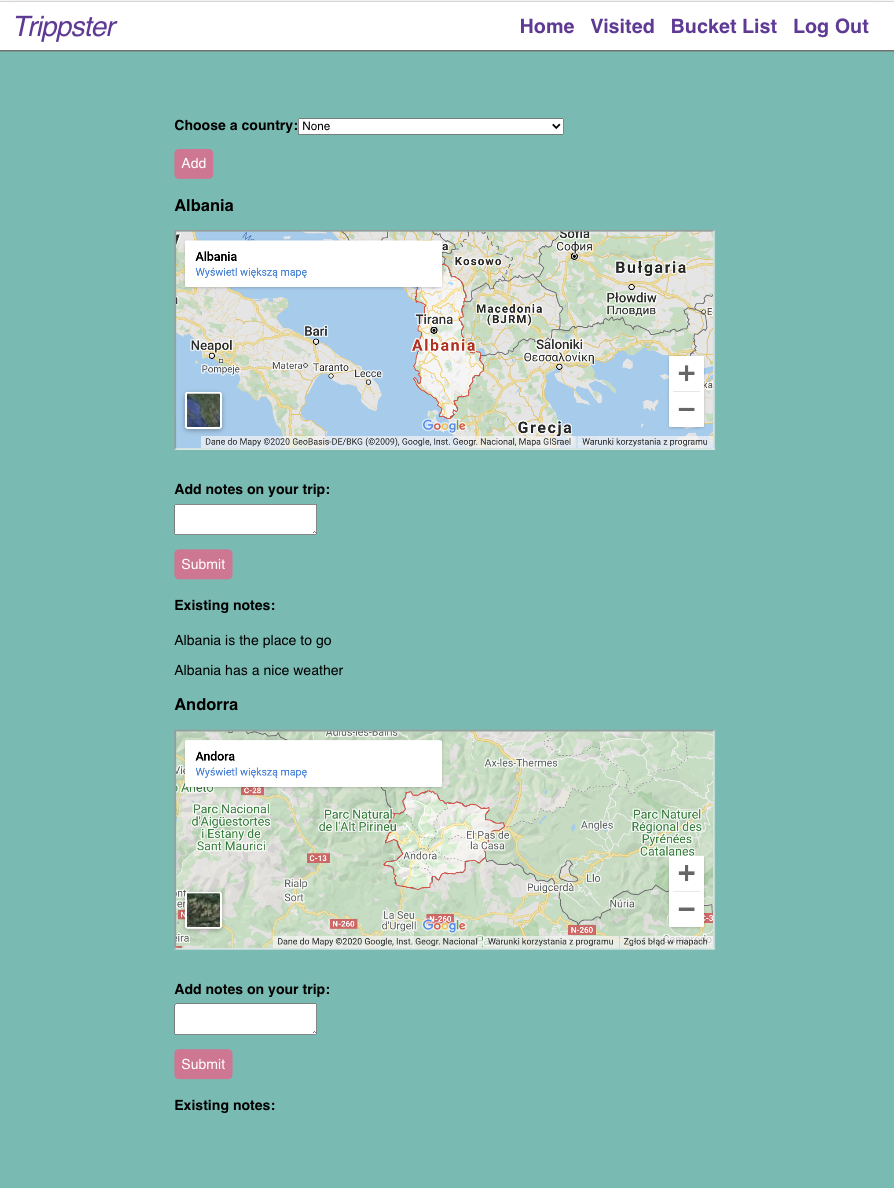 Trippster
Home Visited Bucket List Log Out
Choose a country: None
Add
Albania
Albania
Wyświetl większą mapę
Kosowo
Sofia
София
Bułgaria
Płowdiw
Пловдив
Macedonia
(BJRM)
Tirana
Albania
Bari
Neapol
Pompeje
Matera
Taranto
Lecce
Saloniki
Θεσσαλονίκη
Grecja
Google
Dane do Mapy ©2020 GeoBasis-DE/BKG (©2009), Google, Inst. Geogr. Nacional, Mapa GISrael Warunki korzystania z programu
Add notes on your trip:
Submit
Existing notes:
Albania is the place to go
Albania has a nice weather
Andorra
Andora
Wyświetl większą mapę
Ax-les-Thermes
C-28
Parc Nacional
d'Aigüestortes
i Estany de
Sant Maurici
Parc Natural
de l'Alt Pirineu
El Pas de
la Casa
Andora
Angles
Parc Naturel
Régional des
Pyrénées
Catalanes
C-13
Rialp
Sort
Llo
Puigcerdà
Núria
La Seu
d'Urgell
N-260
N-260
N-260
Google
Dane do Mapy ©2020 Google, Inst. Geogr. Nacional Warunki korzystania z programu Zgłoś błąd w mapach
Add notes on your trip:
Submit
Existing notes: